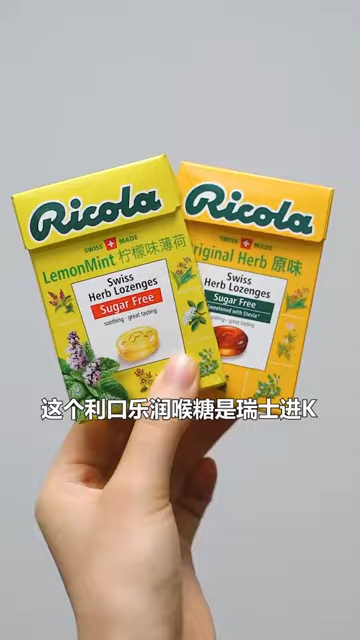 Ricola
SWISS MADE
LemonMint 柠檬味薄荷
Swiss
Herb Lozenges
Sugar Free
soothing · great tasting
Ricola
SWISS MADE
Original Herb 原味
Swiss
Herb Lozenges
Sugar Free
Sweetened with Stevia
soothing · great tasting
这个利口乐润喉糖是瑞士进K